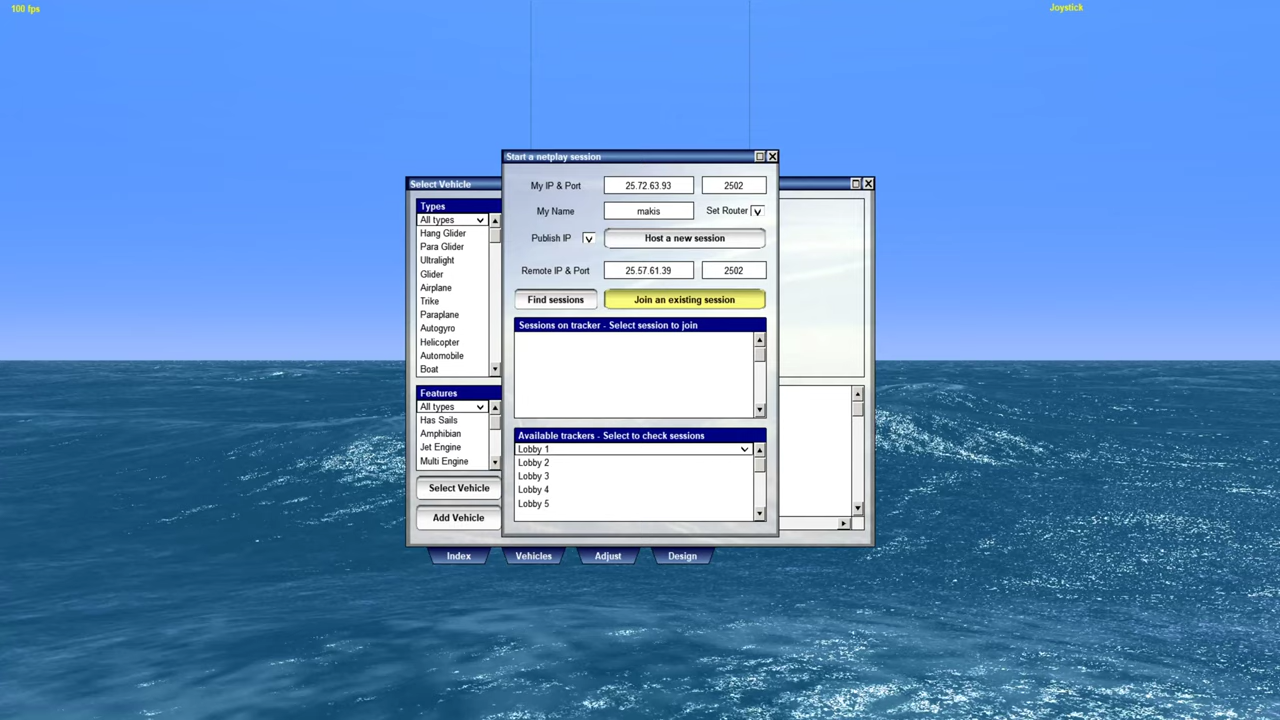 100 fps
Joystick
Start a netplay session
My IP & Port
25.72.63.93
2502
My Name
makis
Set Router
Publish IP
Host a new session
Remote IP & Port
25.57.61.39
2502
Find sessions
Join an existing session
Sessions on tracker - Select session to join
Available trackers - Select to check sessions
Lobby 1
Lobby 2
Lobby 3
Lobby 4
Lobby 5
Select Vehicle
Types
All types
Hang Glider
Para Glider
Ultralight
Glider
Airplane
Trike
Paraplane
Autogyro
Helicopter
Automobile
Boat
Features
All types
Has Sails
Amphibian
Jet Engine
Multi Engine
Select Vehicle
Add Vehicle
Index
Vehicles
Adjust
Design